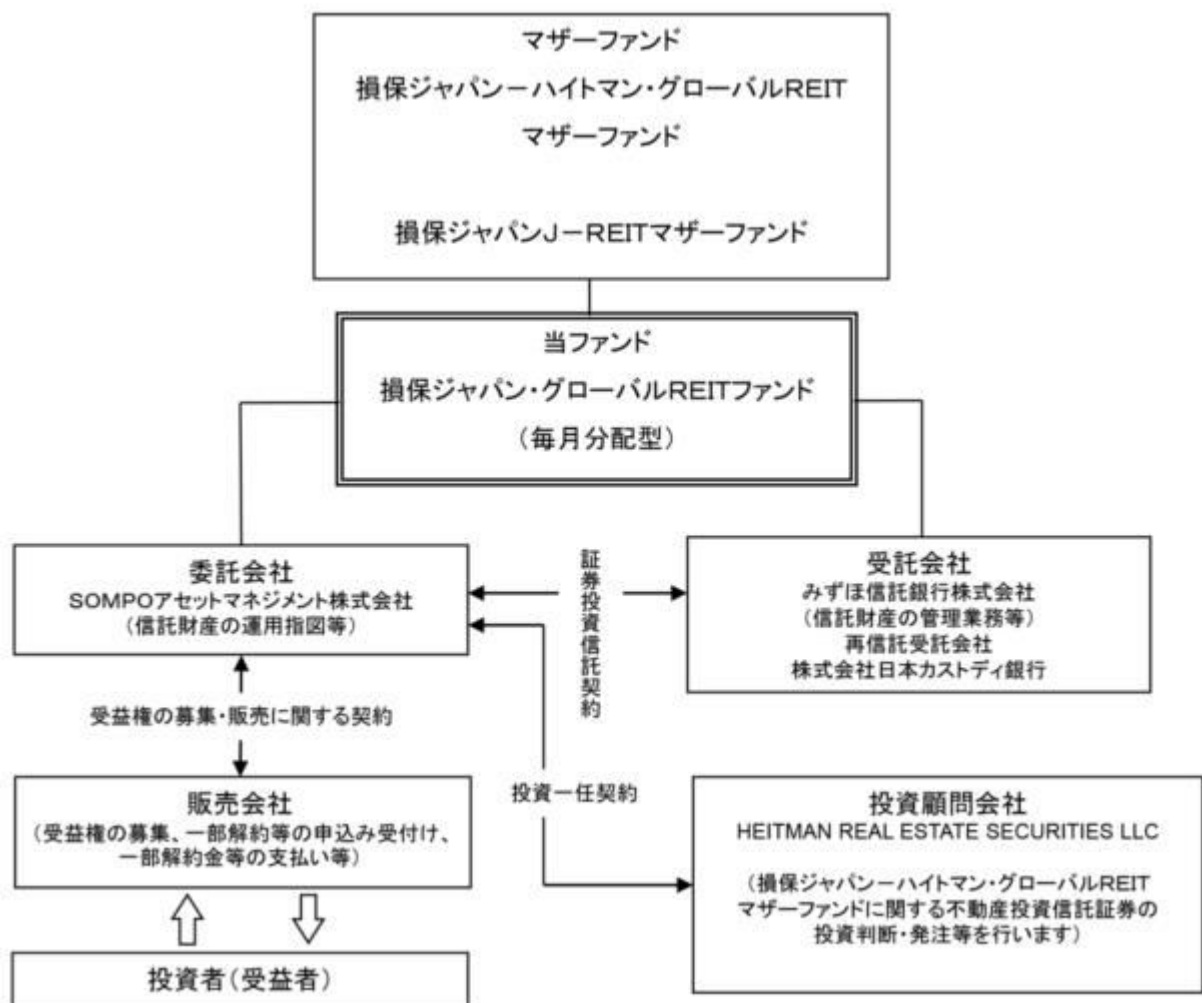 マザーファンド
損保ジャパン－ハイトマン・グローバルREIT
マザーファンド
損保ジャパンJ－REITマザーファンド
当ファンド
損保ジャパン・グローバルREITファンド
（毎月分配型）
委託会社
SOMPOアセットマネジメント株式会社
（信託財産の運用指図等）
証券投資信託契約
受託会社
みずほ信託銀行株式会社
（信託財産の管理業務等）
再信託受託会社
株式会社日本カストディ銀行
受益権の募集・販売に関する契約
投資一任契約
販売会社
（受益権の募集、一部解約等の申込み受付け、
一部解約金等の支払い等）
投資顧問会社
HEITMAN REAL ESTATE SECURITIES LLC
（損保ジャパン－ハイトマン・グローバルREIT
マザーファンドに関する不動産投資信託証券の
投資判断・発注等を行います）
投資者（受益者）